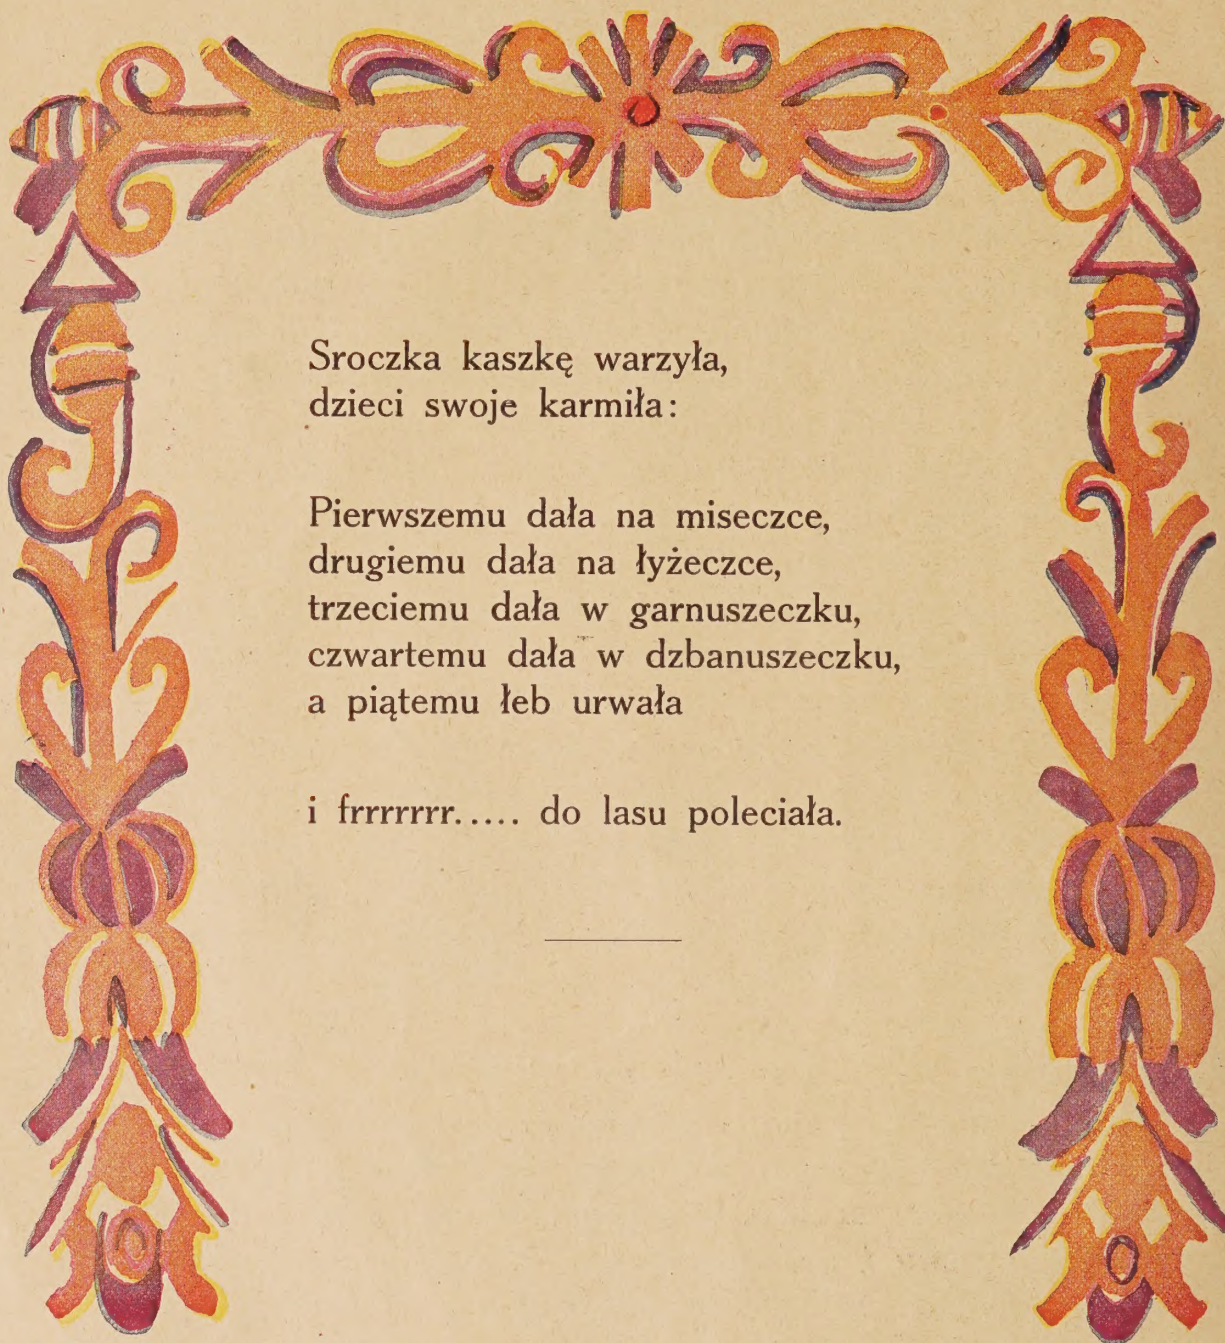 Sroczka kaszkę warzyła,
dzieci swoje karmiła:
Pierwszemu dała na miseczce,
drugiemu dała na łyżeczce,
trzeciemu dała w garnuszeczku,
czwartemu dała w dzbanuszeczku,
a piątemu łeb urwała
i frrrrrrr..... do lasu poleciała.